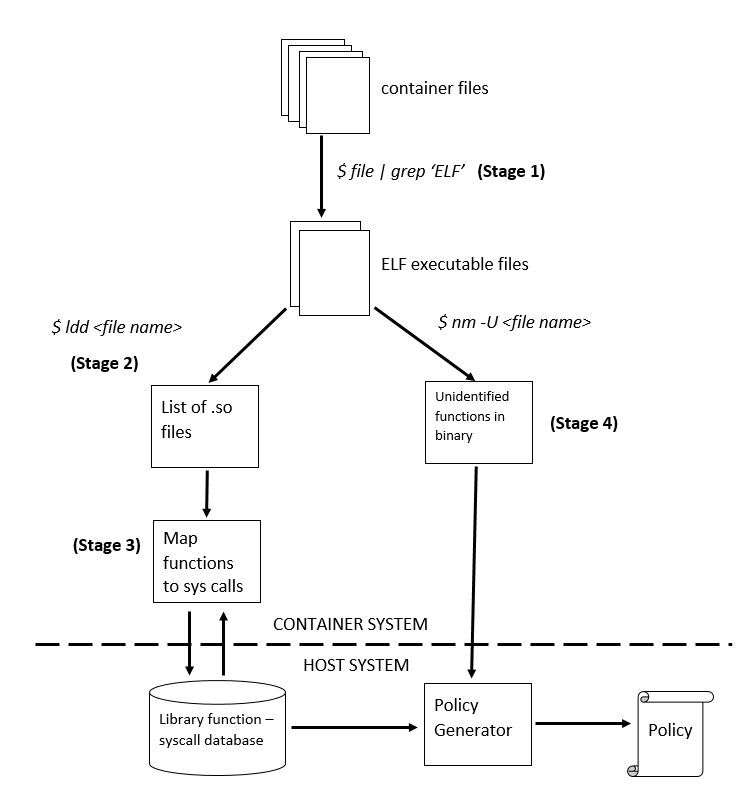 container files
$ file | grep ‘ELF’ (Stage 1)
ELF executable files
$ ldd <file name>
$ nm -U <file name>
(Stage 2)
List of .so
files
Unidentified
functions in
binary
(Stage 4)
(Stage 3)
Map
functions
to sys calls
CONTAINER SYSTEM
HOST SYSTEM
Library function –
syscall database
Policy
Generator
Policy